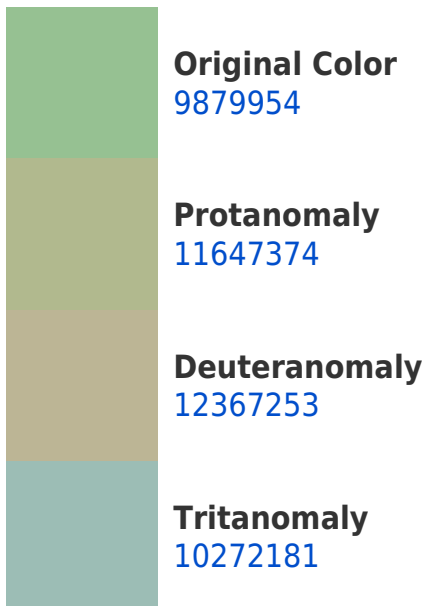 Original Color
9879954
Protanomaly
11647374
Deuteranomaly
12367253
Tritanomaly
10272181